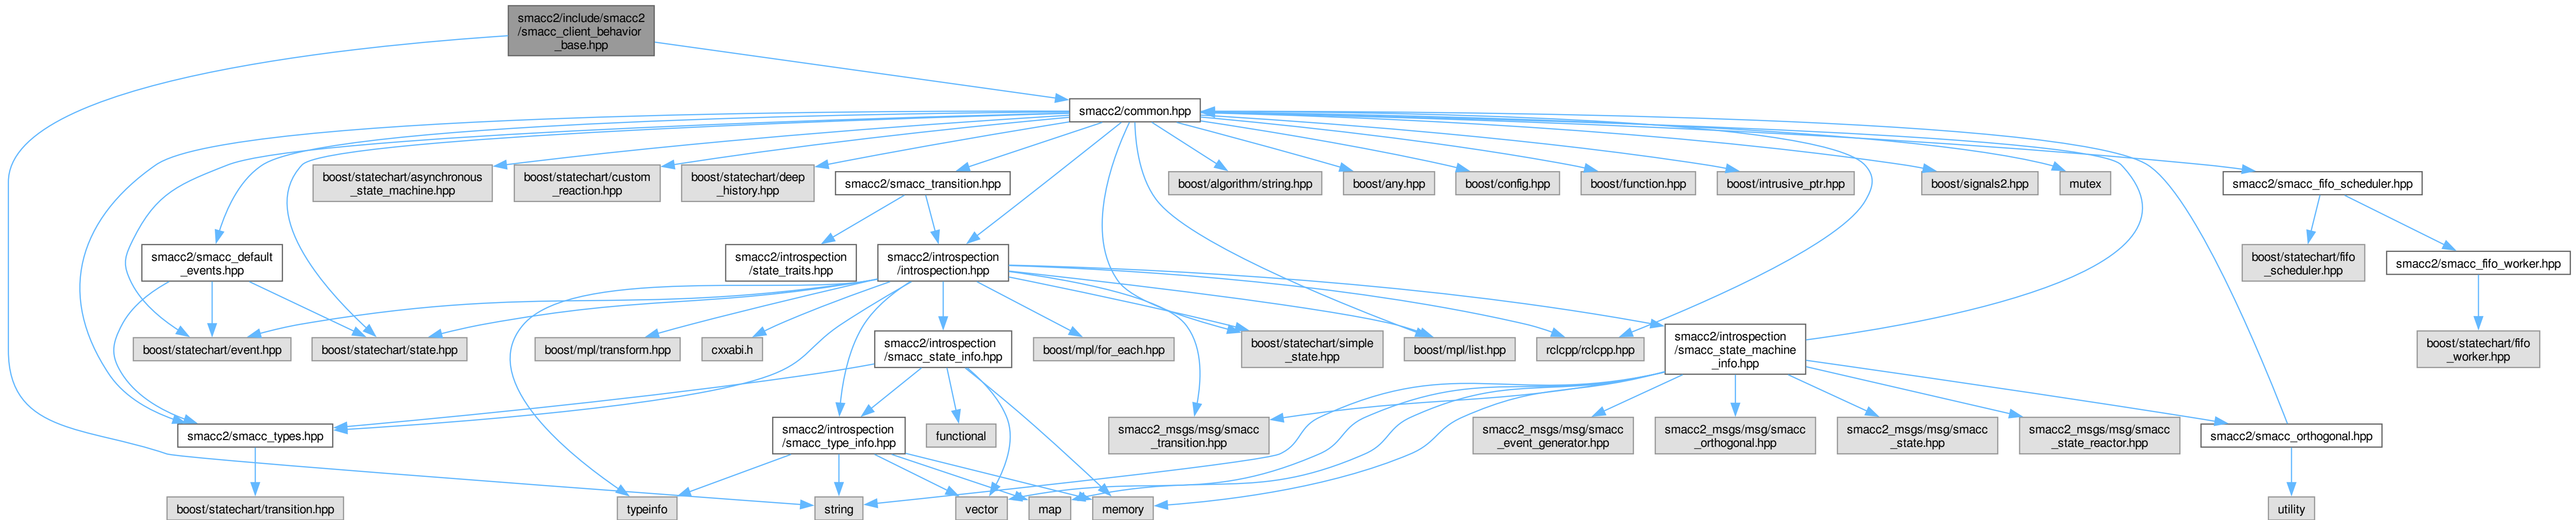 smacc2/include/smacc2
/smacc_client_behavior
_base.hpp
smacc2/common.hpp
boost/statechart/asynchronous
_state_machine.hpp
boost/statechart/custom
_reaction.hpp
boost/statechart/deep
_history.hpp
smacc2/smacc_transition.hpp
boost/algorithm/string.hpp
boost/any.hpp
boost/config.hpp
boost/function.hpp
boost/intrusive_ptr.hpp
boost/signals2.hpp
mutex
smacc2/smacc_fifo_scheduler.hpp
smacc2/smacc_default
_events.hpp
smacc2/introspection
/state_traits.hpp
smacc2/introspection
/introspection.hpp
boost/statechart/fifo
_scheduler.hpp
smacc2/smacc_fifo_worker.hpp
boost/statechart/event.hpp
boost/statechart/state.hpp
boost/mpl/transform.hpp
cxxabi.h
smacc2/introspection
/smacc_state_info.hpp
boost/mpl/for_each.hpp
boost/statechart/simple
_state.hpp
boost/mpl/list.hpp
rclcpp/rclcpp.hpp
smacc2/introspection
/smacc_state_machine
_info.hpp
boost/statechart/fifo
_worker.hpp
smacc2/smacc_types.hpp
smacc2/introspection
/smacc_type_info.hpp
functional
smacc2_msgs/msg/smacc
_transition.hpp
smacc2_msgs/msg/smacc
_event_generator.hpp
smacc2_msgs/msg/smacc
_orthogonal.hpp
smacc2_msgs/msg/smacc
_state.hpp
smacc2_msgs/msg/smacc
_state_reactor.hpp
smacc2/smacc_orthogonal.hpp
boost/statechart/transition.hpp
typeinfo
string
vector
map
memory
utility